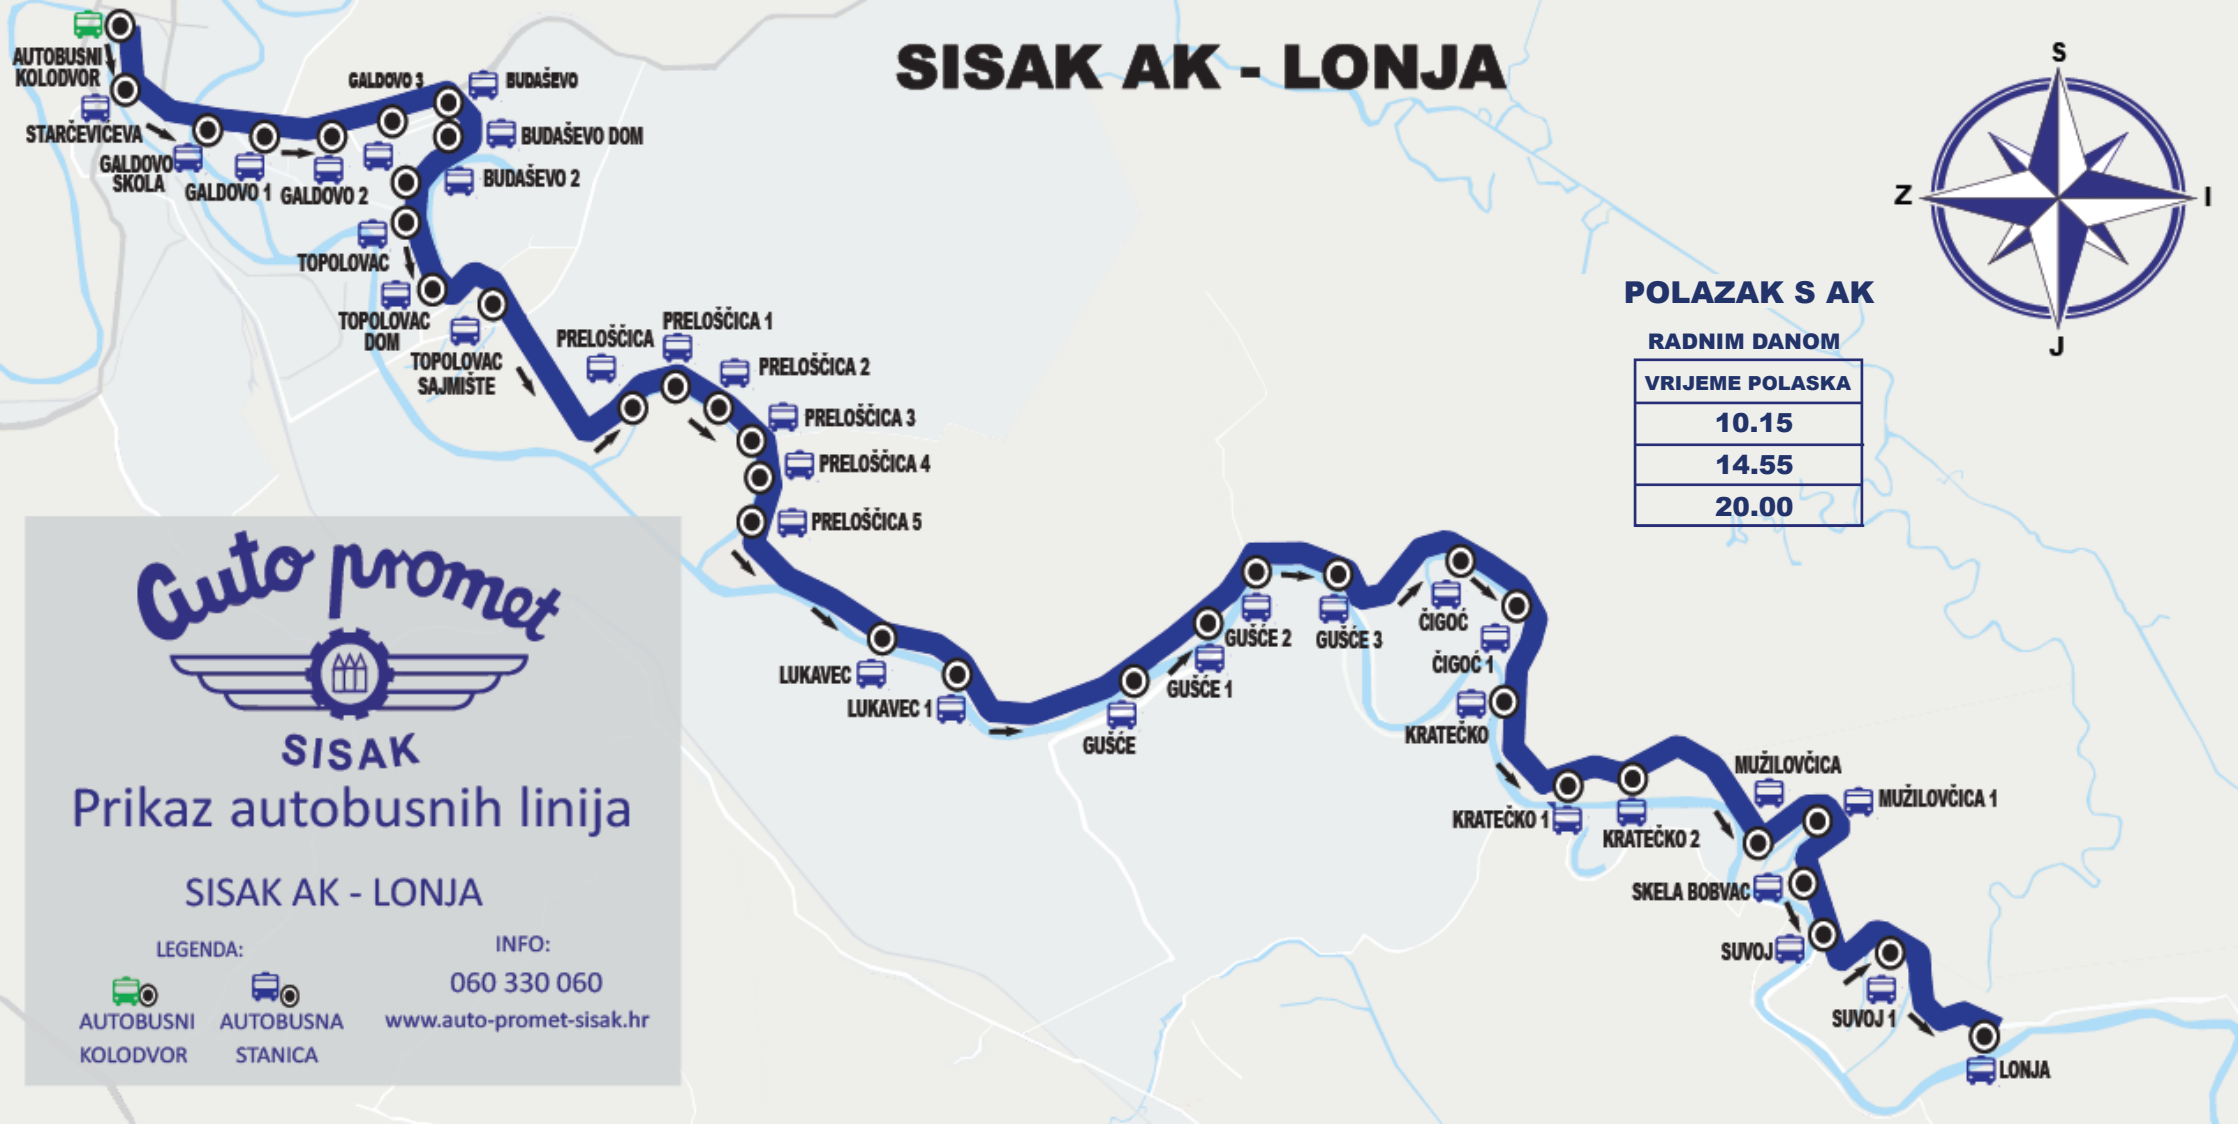 SISAK AK - LONJA
AUTOBUSNI
KOLODVOR
STARČEVIĆEVA
GALDOVO
ŠKOLA
GALDOVO 1
GALDOVO 2
GALDOVO 3
BUDAŠEVO
BUDAŠEVO DOM
BUDAŠEVO 2
TOPOLOVAC
TOPOLOVAC
DOM
TOPOLOVAC
SAJMIŠTE
PRELOŠČICA
PRELOŠČICA 1
PRELOŠČICA 2
PRELOŠČICA 3
PRELOŠČICA 4
PRELOŠČICA 5
LUKAVEC
LUKAVEC 1
GUŠĆE
GUŠĆE 1
GUŠĆE 2
GUŠĆE 3
ČIGOĆ
ČIGOĆ 1
KRATEČKO
KRATEČKO 1
KRATEČKO 2
MUŽILOVČICA
MUŽILOVČICA 1
SKELA BOBVAC
SUVOJ
SUVOJ 1
LONJA
S
Z
I
J
POLAZAK S AK
RADNIM DANOM
VRIJEME POLASKA
10.15
14.55
20.00
Auto promet
SISAK
Prikaz autobusnih linija
SISAK AK - LONJA
LEGENDA:
AUTOBUSNI
KOLODVOR
AUTOBUSNA
STANICA
INFO:
060 330 060
www.auto-promet-sisak.hr